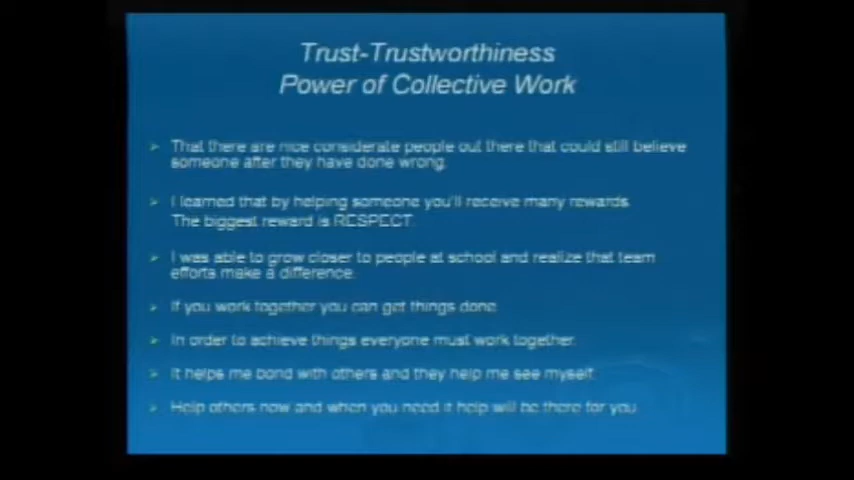 Trust-Trustworthiness
Power of Collective Work
That there are nice considerate people out there that could still believe
someone after they have done wrong.
I learned that by helping someone you'll receive many rewards.
The biggest reward is RESPECT.
I was able to grow closer to people at school and realize that team
efforts make a difference.
If you work together you can get things done.
In order to achieve things everyone must work together.
It helps me bond with others and they help me see myself.
Help others now and when you need it help will be there for you.